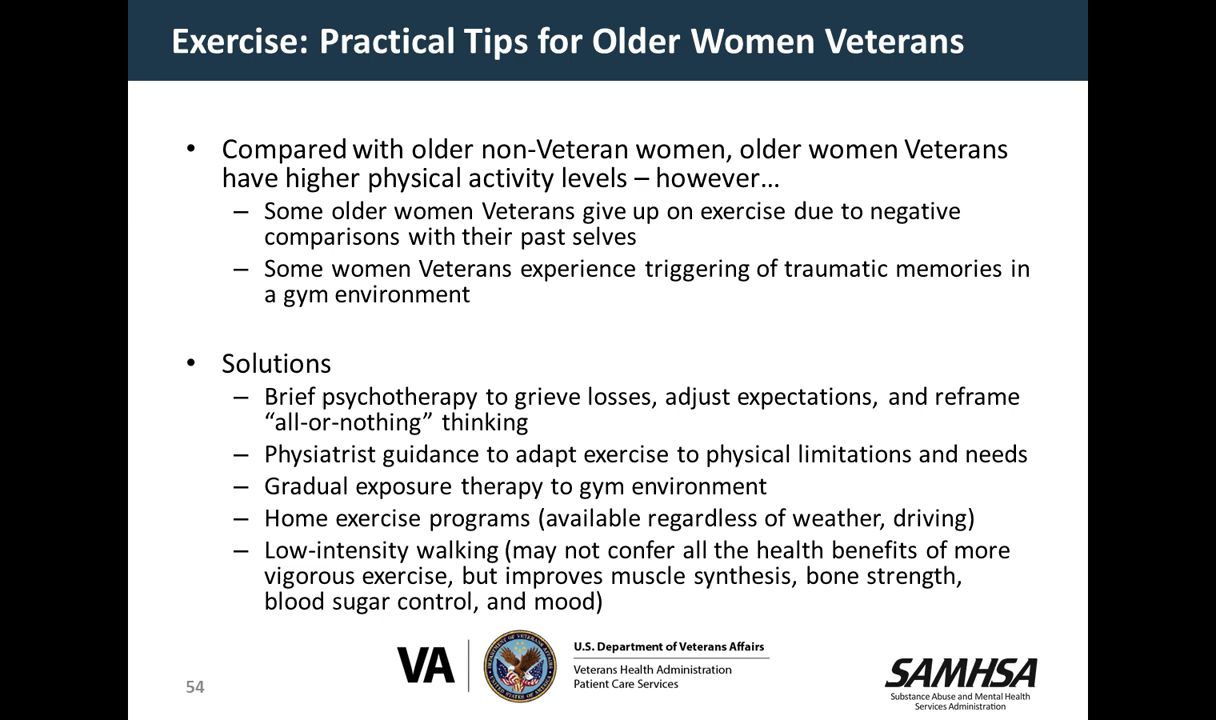 Exercise: Practical Tips for Older Women Veterans
• Compared with older non-Veteran women, older women Veterans
have higher physical activity levels – however…
– Some older women Veterans give up on exercise due to negative
comparisons with their past selves
– Some women Veterans experience triggering of traumatic memories in
a gym environment
• Solutions
– Brief psychotherapy to grieve losses, adjust expectations, and reframe
“all-or-nothing” thinking
– Physiatrist guidance to adapt exercise to physical limitations and needs
– Gradual exposure therapy to gym environment
– Home exercise programs (available regardless of weather, driving)
– Low-intensity walking (may not confer all the health benefits of more
vigorous exercise, but improves muscle synthesis, bone strength,
blood sugar control, and mood)
VA
U.S. Department of Veterans Affairs
Veterans Health Administration
Patient Care Services
SAMHSA
Substance Abuse and Mental Health
Services Administration
54